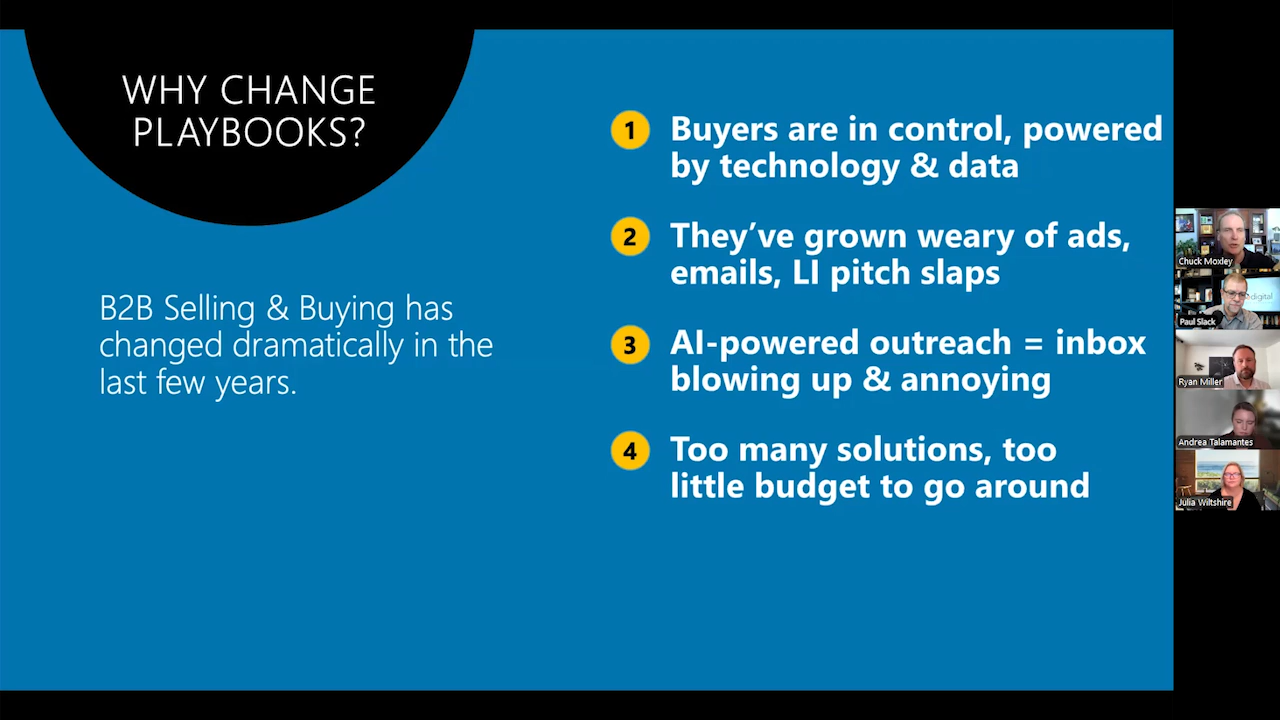 WHY CHANGE
PLAYBOOKS?
B2B Selling & Buying has
changed dramatically in the
last few years.
1 Buyers are in control, powered
by technology & data
2 They’ve grown weary of ads,
emails, LI pitch slaps
3 AI-powered outreach = inbox
blowing up & annoying
4 Too many solutions, too
little budget to go around
Chuck Moxley
digital
Paul Slack
Ryan Miller
Andrea Talamantes
Julia Wiltshire